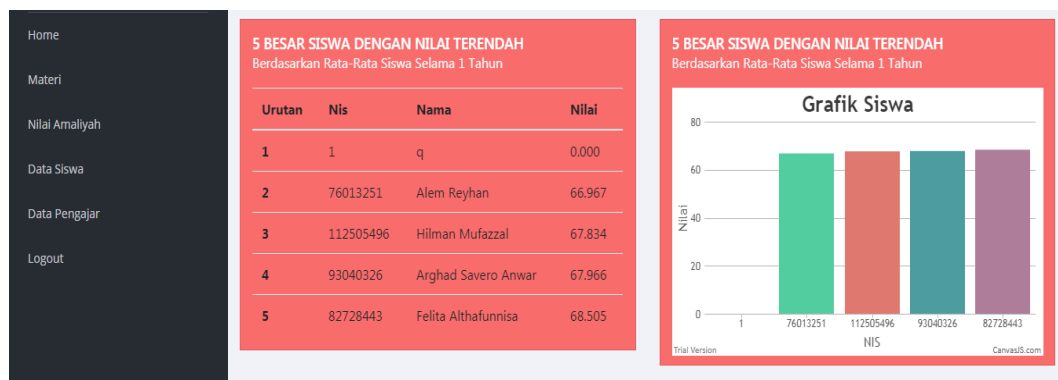 Home
Materi
Nilai Amaliyah
Data Siswa
Data Pengajar
Logout
5 BESAR SISWA DENGAN NILAI TERENDAH
Berdasarkan Rata-Rata Siswa Selama 1 Tahun
Urutan Nis Nama Nilai
1 1 q 0.000
2 76013251 Alem Reyhan 66.967
3 112505496 Hilman Mufazzal 67.834
4 93040326 Arghad Savero Anwar 67.966
5 82728443 Felita Althafunnisa 68.505
5 BESAR SISWA DENGAN NILAI TERENDAH
Berdasarkan Rata-Rata Siswa Selama 1 Tahun
Grafik Siswa
80
60
40
20
0
Nilai
1 76013251 112505496 93040326 82728443
NIS
Trial Version CanvasJS.com